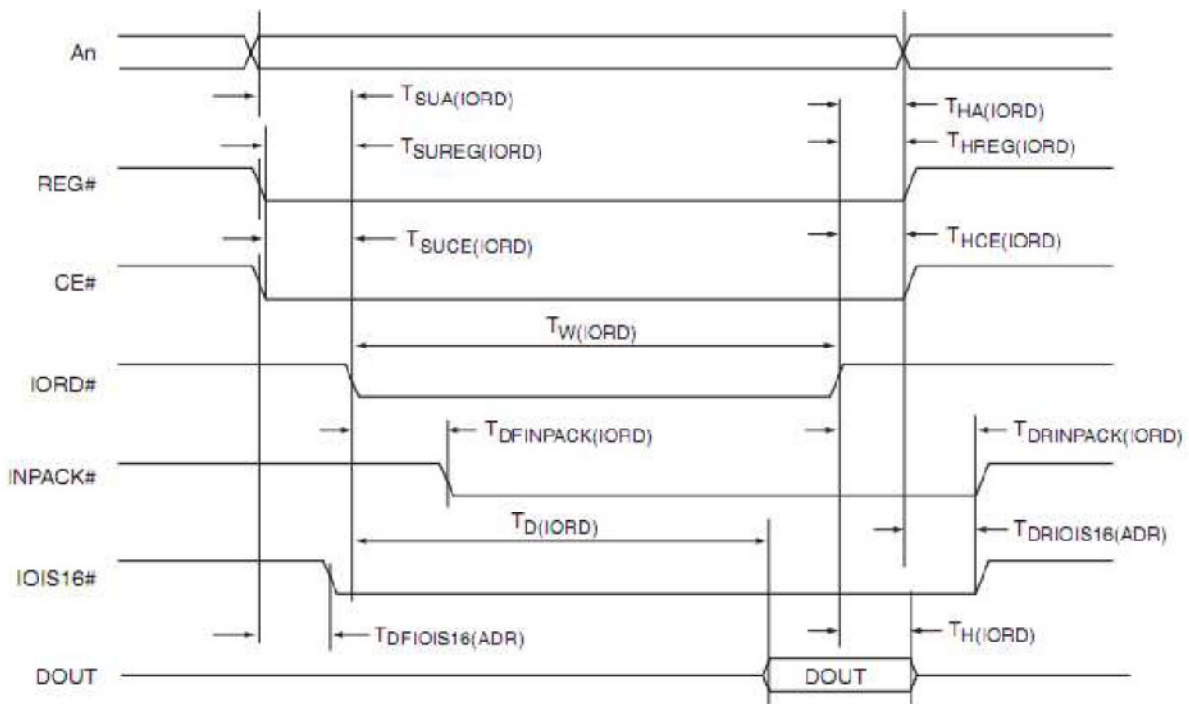 An
TSUA(IORD)
THA(IORD)
TSUREG(IORD)
THREG(IORD)
REG#
TSUCE(IORD)
THCE(IORD)
CE#
TW(IORD)
IORD#
TDFINPACK(IORD)
TDRINPACK(IORD)
INPACK#
TD(IORD)
TDRIOIS16(ADR)
IOIS16#
TDFIOIS16(ADR)
TH(IORD)
DOUT
DOUT